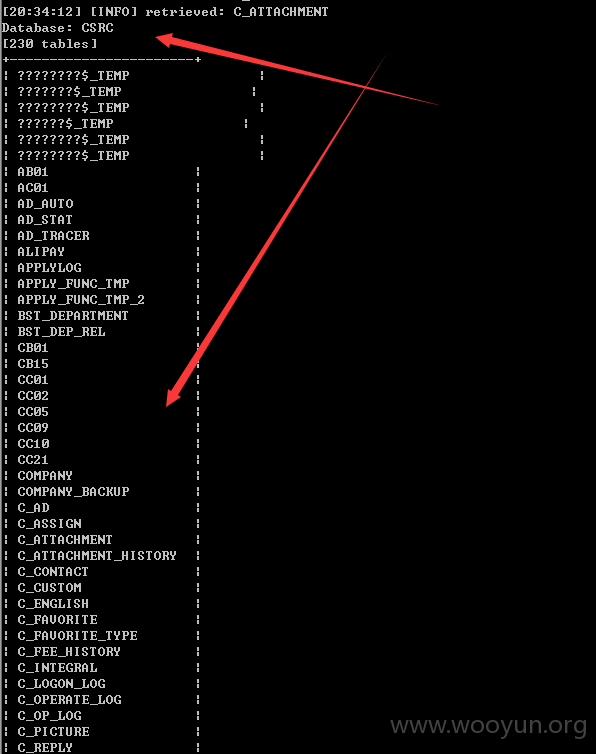 [20:34:12] [INFO] retrieved: C_ATTACHMENT
Database: CSRC
[230 tables]
+-----------------------+
¦ ????????$_TEMP ¦
¦ ???????$_TEMP ¦
¦ ????????$_TEMP ¦
¦ ??????$_TEMP ¦
¦ ????????$_TEMP ¦
¦ ????????$_TEMP ¦
¦ AB01 ¦
¦ AC01 ¦
¦ AD_AUTO ¦
¦ AD_STAT ¦
¦ AD_TRACER ¦
¦ ALIPAY ¦
¦ APPLYLOG ¦
¦ APPLY_FUNC_TMP ¦
¦ APPLY_FUNC_TMP_2 ¦
¦ BST_DEPARTMENT ¦
¦ BST_DEP_REL ¦
¦ CB01 ¦
¦ CB15 ¦
¦ CC01 ¦
¦ CC02 ¦
¦ CC05 ¦
¦ CC09 ¦
¦ CC10 ¦
¦ CC21 ¦
¦ COMPANY ¦
¦ COMPANY_BACKUP ¦
¦ C_AD ¦
¦ C_ASSIGN ¦
¦ C_ATTACHMENT ¦
¦ C_ATTACHMENT_HISTORY ¦
¦ C_CONTACT ¦
¦ C_CUSTOM ¦
¦ C_ENGLISH ¦
¦ C_FAVORITE ¦
¦ C_FAVORITE_TYPE ¦
¦ C_FEE_HISTORY ¦
¦ C_INTEGRAL ¦
¦ C_LOGON_LOG ¦
¦ C_OPERATE_LOG ¦
¦ C_OP_LOG ¦
¦ C_PICTURE ¦
¦ C_REPLY ¦
www.wooyun.org